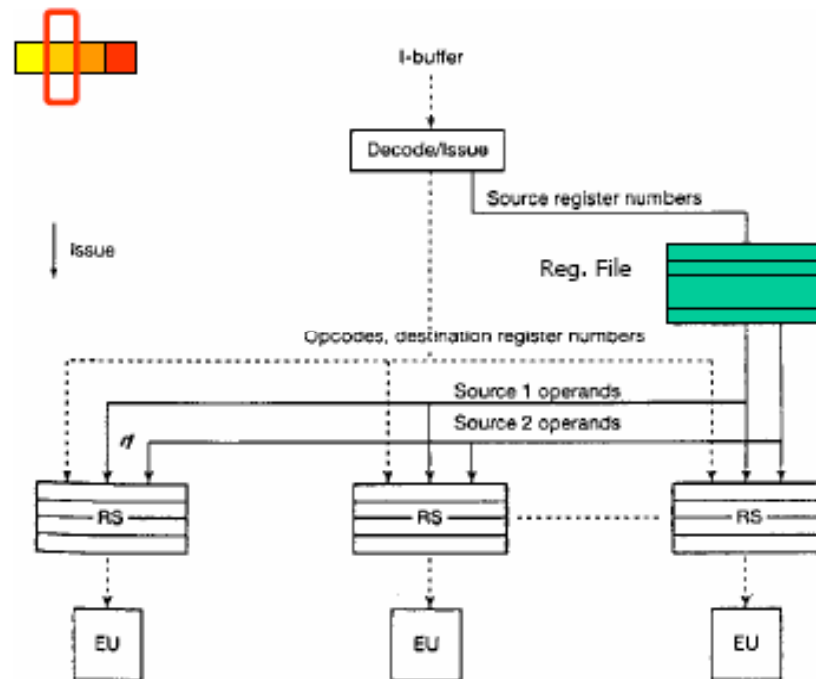 I-buffer
Decode/Issue
Source register numbers
Issue
Reg. File
Opcodes, destination register numbers
Source 1 operands
Source 2 operands
RS
RS
RS
EU
EU
EU